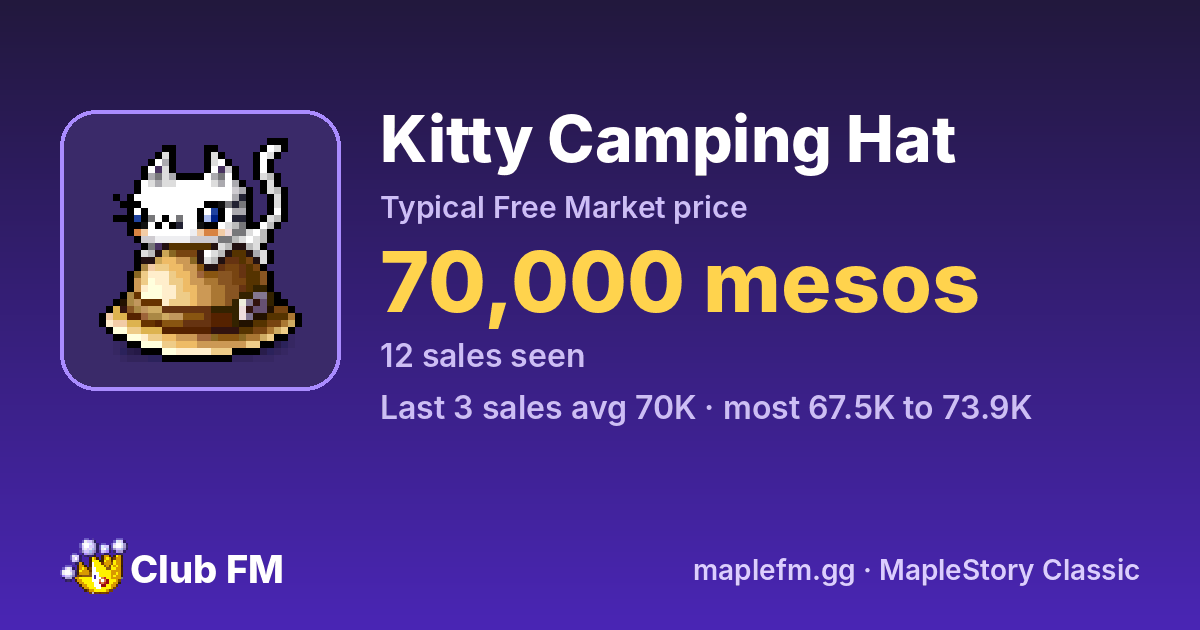 Kitty Camping Hat
Typical Free Market price
70,000 mesos
12 sales seen
Last 3 sales avg 70K · most 67.5K to 73.9K
Club FM
maplefm.gg · MapleStory Classic